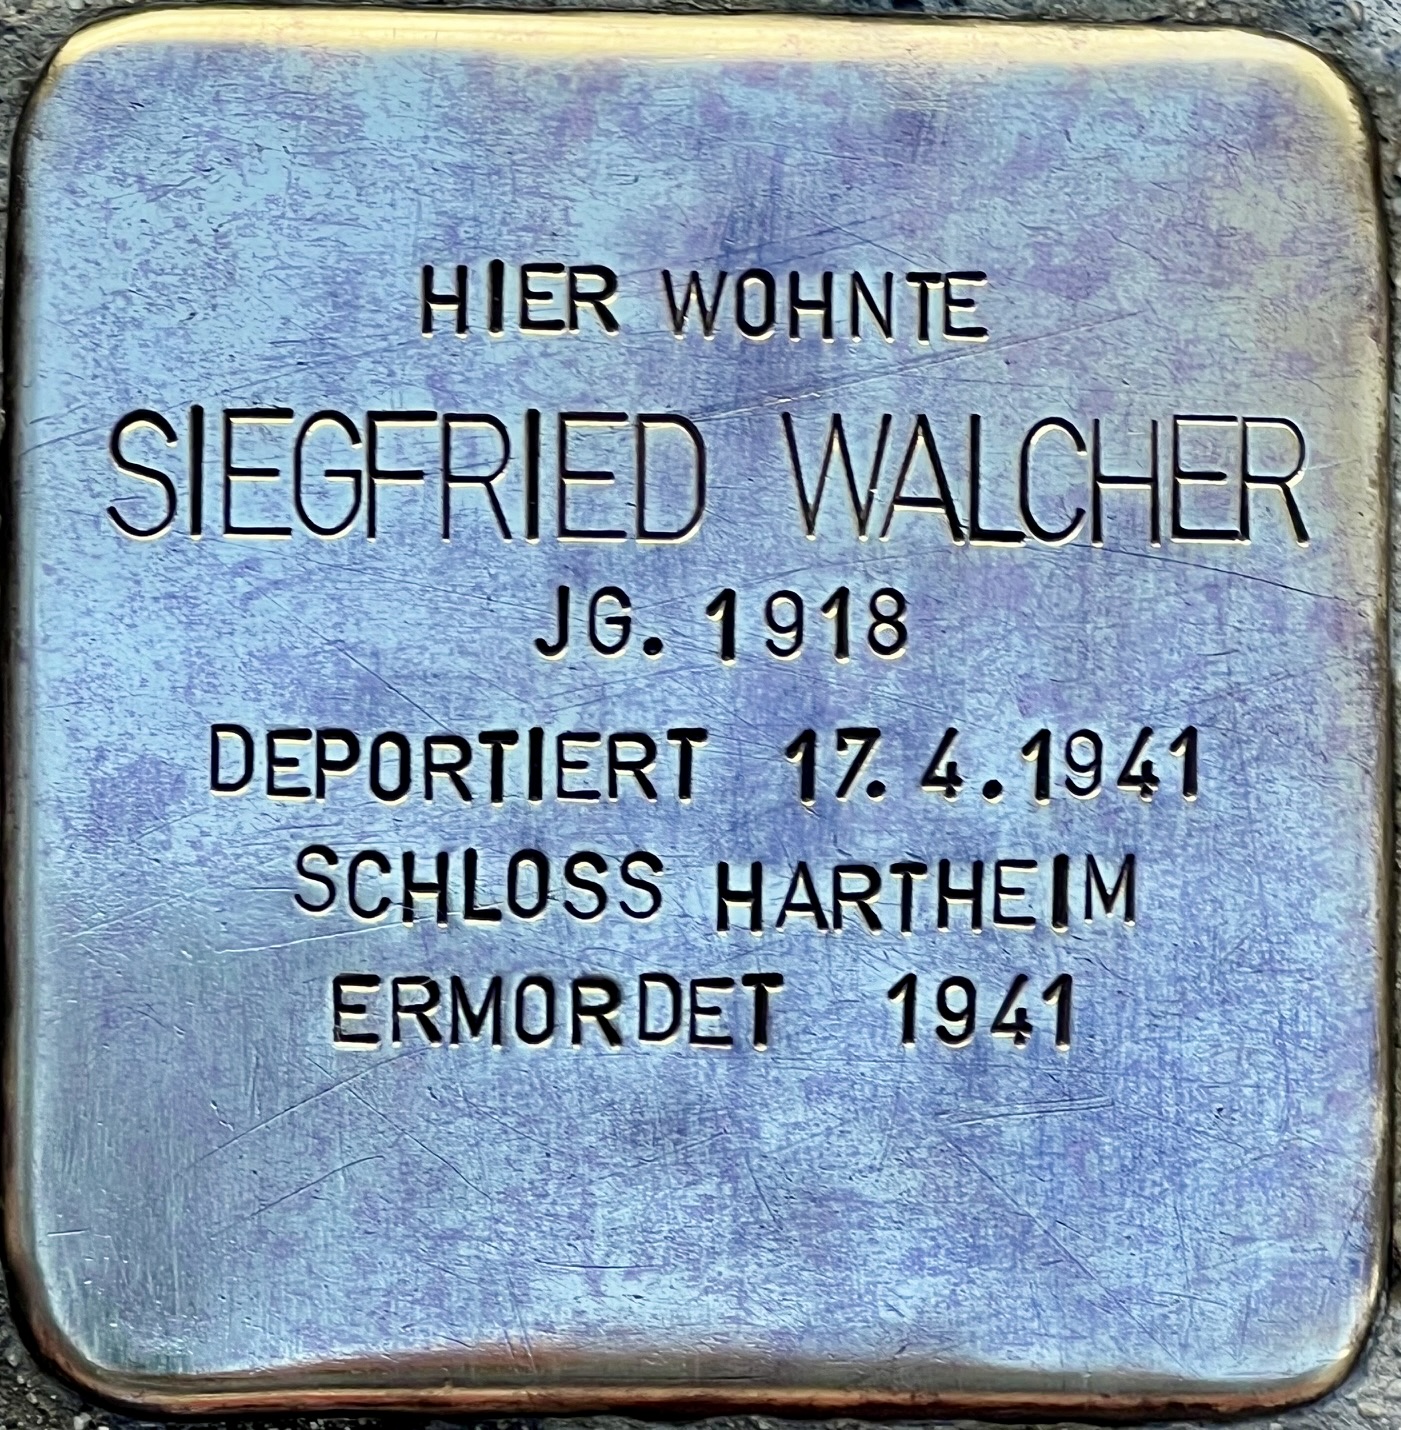 HIER WOHNTE
SIEGFRIED WALCHER
JG. 1918
DEPORTIERT 17.4.1941
SCHLOSS HARTHEIM
ERMORDET 1941